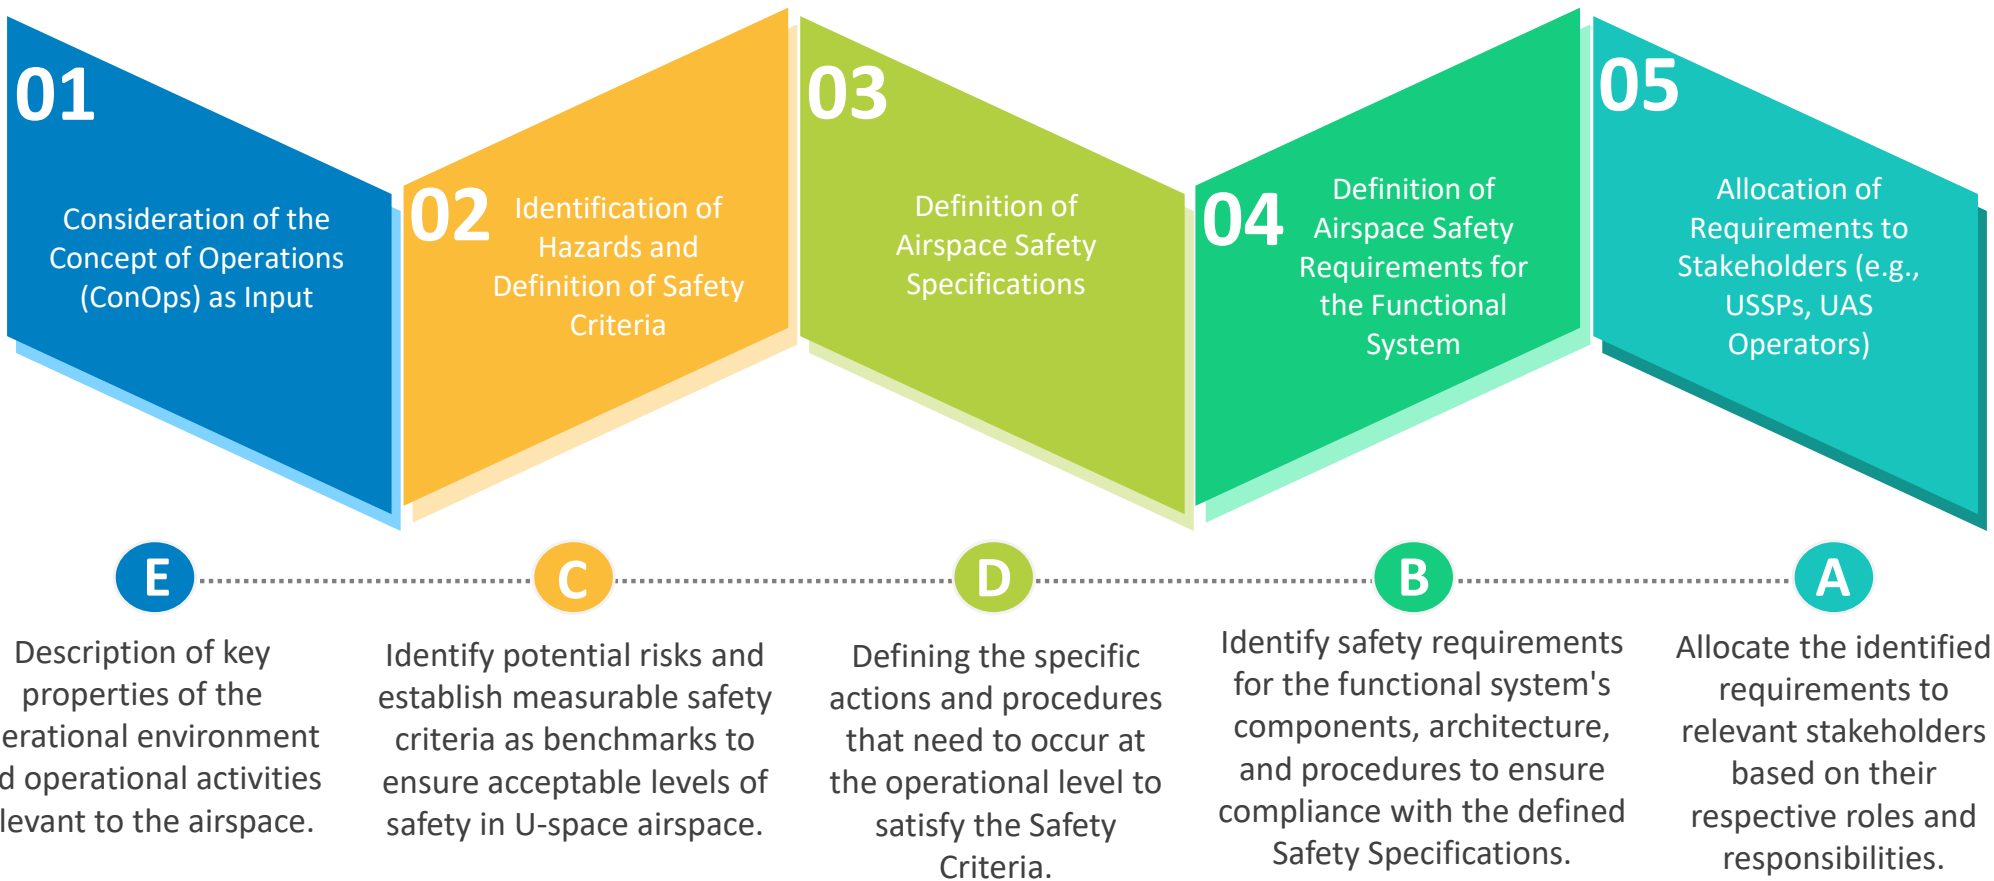 01
Consideration of the
Concept of Operations
(ConOps) as Input
02
Identification of
Hazards and
Definition of Safety
Criteria
03
Definition of
Airspace Safety
Specifications
04
Definition of
Airspace Safety
Requirements for
the Functional
System
05
Allocation of
Requirements to
Stakeholders (e.g.,
USSPs, UAS
Operators)
E
Description of key
properties of the
erational environment
d operational activities
levant to the airspace.
C
Identify potential risks and
establish measurable safety
criteria as benchmarks to
ensure acceptable levels of
safety in U-space airspace.
D
Defining the specific
actions and procedures
that need to occur at
the operational level to
satisfy the Safety
Criteria.
B
Identify safety requirements
for the functional system's
components, architecture,
and procedures to ensure
compliance with the defined
Safety Specifications.
A
Allocate the identified
requirements to
relevant stakeholders
based on their
respective roles and
responsibilities.